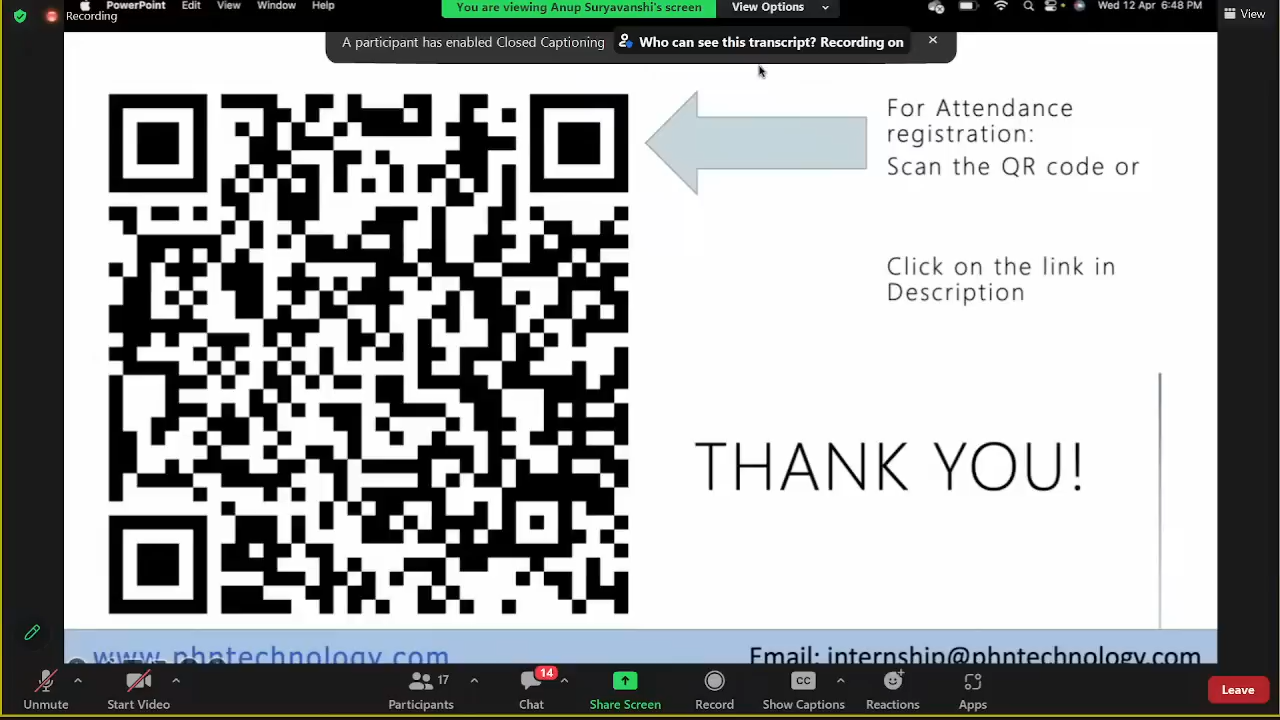 PowerPoint Edit View Window Help
You are viewing Anup Suryavanshi's screen View Options
Wed 12 Apr 6:48 PM
Recording
View
A participant has enabled Closed Captioning Who can see this transcript? Recording on
For Attendance
registration:
Scan the QR code or
Click on the link in
Description
THANK YOU!
www.phntechnology.com
Email: internship@phntechnology.com
17
14
CC
Unmute Start Video Participants Chat Share Screen Record Show Captions Reactions Apps
Leave